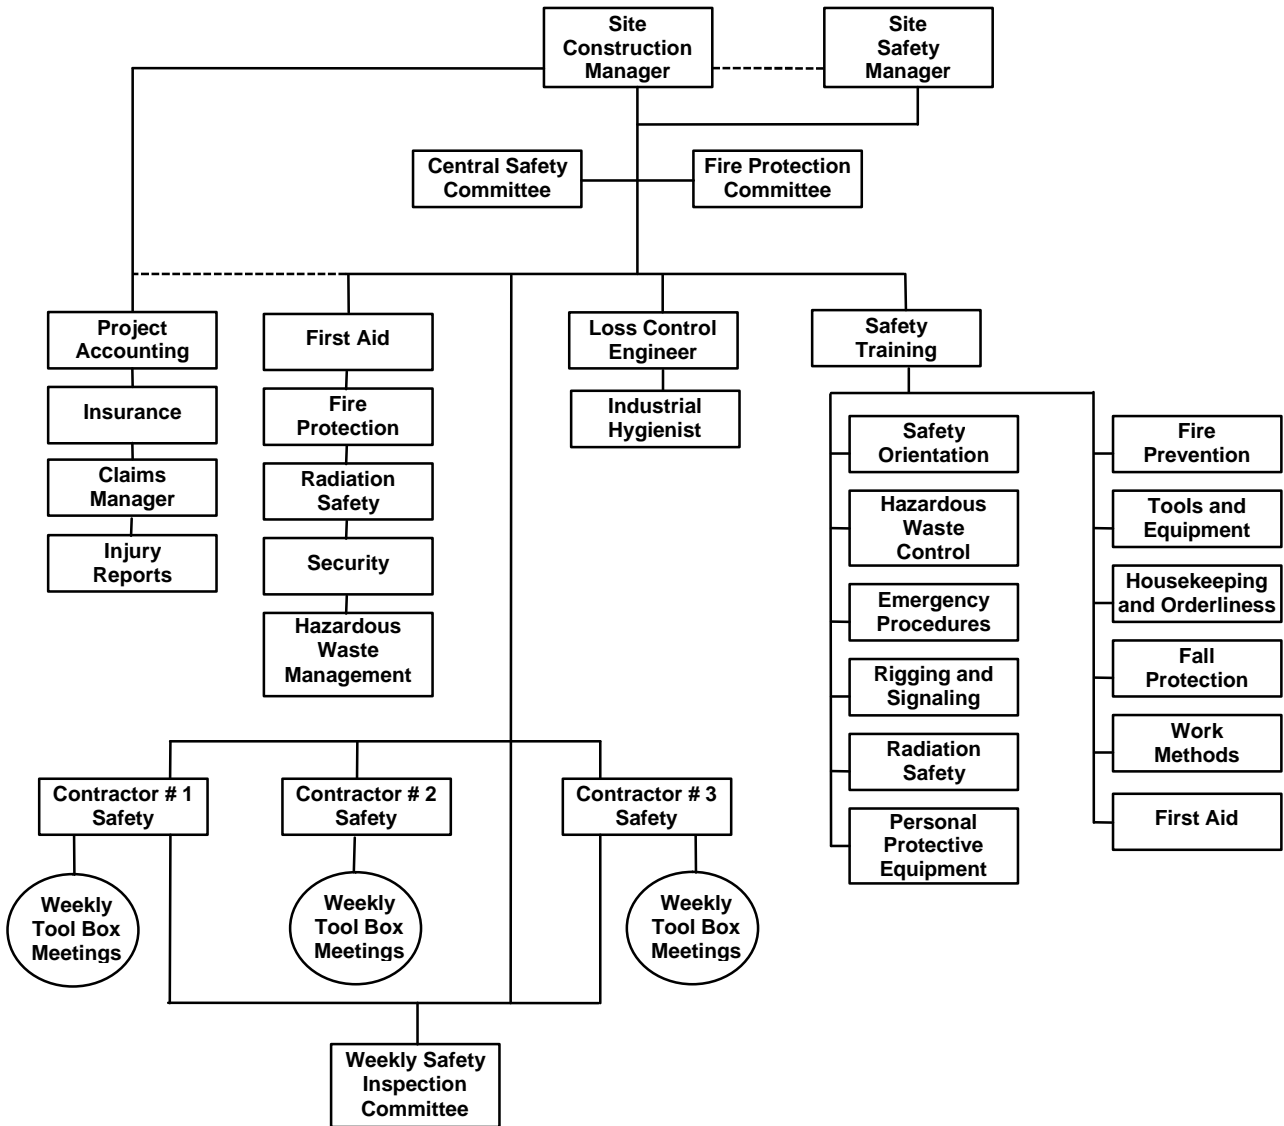 Site
Construction
Manager
Site
Safety
Manager
Central Safety
Committee
Fire Protection
Committee
Project
Accounting
Insurance
Claims
Manager
Injury
Reports
First Aid
Fire
Protection
Radiation
Safety
Security
Hazardous
Waste
Management
Loss Control
Engineer
Industrial
Hygienist
Safety
Training
Safety
Orientation
Hazardous
Waste
Control
Emergency
Procedures
Rigging and
Signaling
Radiation
Safety
Personal
Protective
Equipment
Fire
Prevention
Tools and
Equipment
Housekeeping
and Orderliness
Fall
Protection
Work
Methods
First Aid
Contractor # 1
Safety
Contractor # 2
Safety
Contractor # 3
Safety
Weekly
Tool Box
Meetings
Weekly
Tool Box
Meetings
Weekly
Tool Box
Meetings
Weekly Safety
Inspection
Committee